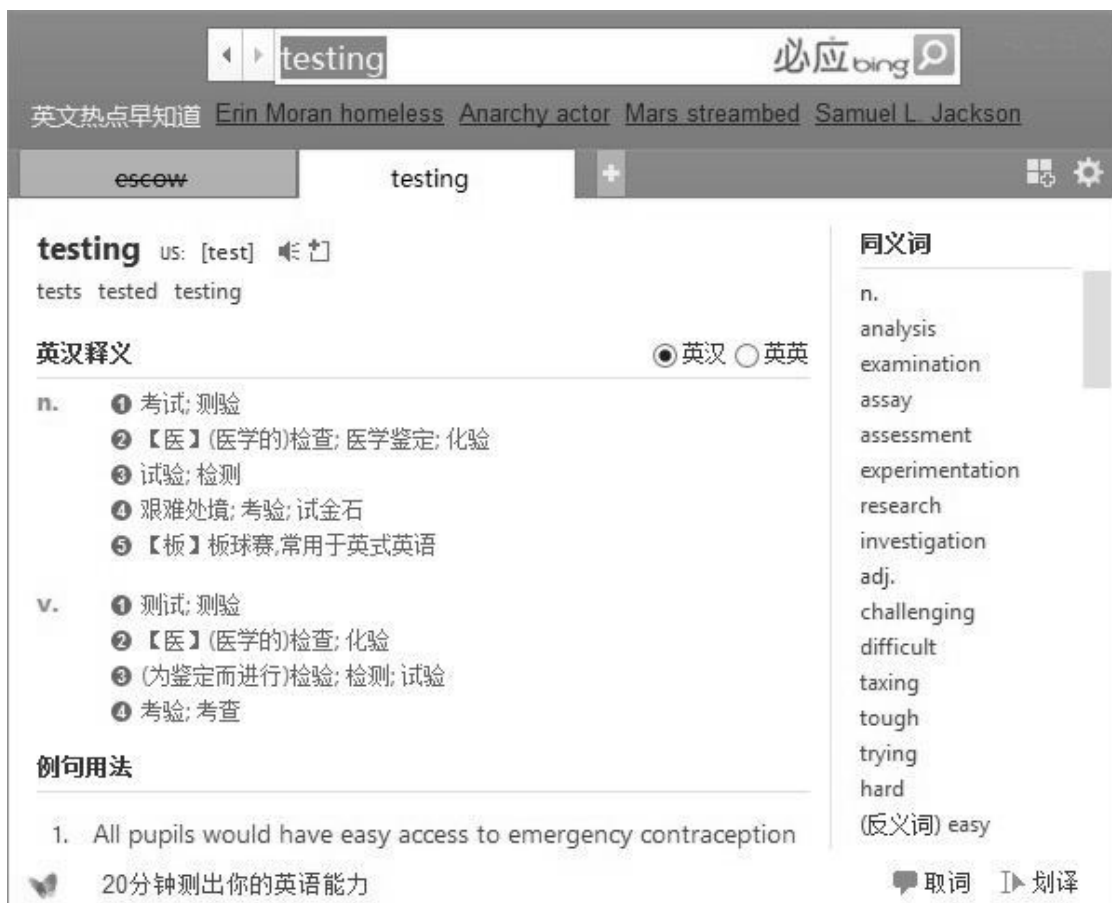 testing 必应bing
英文热点早知道 Erin Moran homeless Anarchy actor Mars streambed Samuel L. Jackson
escow testing
testing US: [test]
tests tested testing
英汉释义 英汉 英英
n. ❶ 考试; 测验
❷ 【医】(医学的)检查; 医学鉴定; 化验
❸ 试验; 检测
❹ 艰难处境; 考验; 试金石
❺ 【板】板球赛,常用于英式英语
v. ❶ 测试; 测验
❷ 【医】(医学的)检查; 化验
❸ (为鉴定而进行)检验; 检测; 试验
❹ 考验; 考查
例句用法
1. All pupils would have easy access to emergency contraception
同义词
n.
analysis
examination
assay
assessment
experimentation
research
investigation
adj.
challenging
difficult
taxing
tough
trying
hard
(反义词) easy
20分钟测出你的英语能力 取词 划译